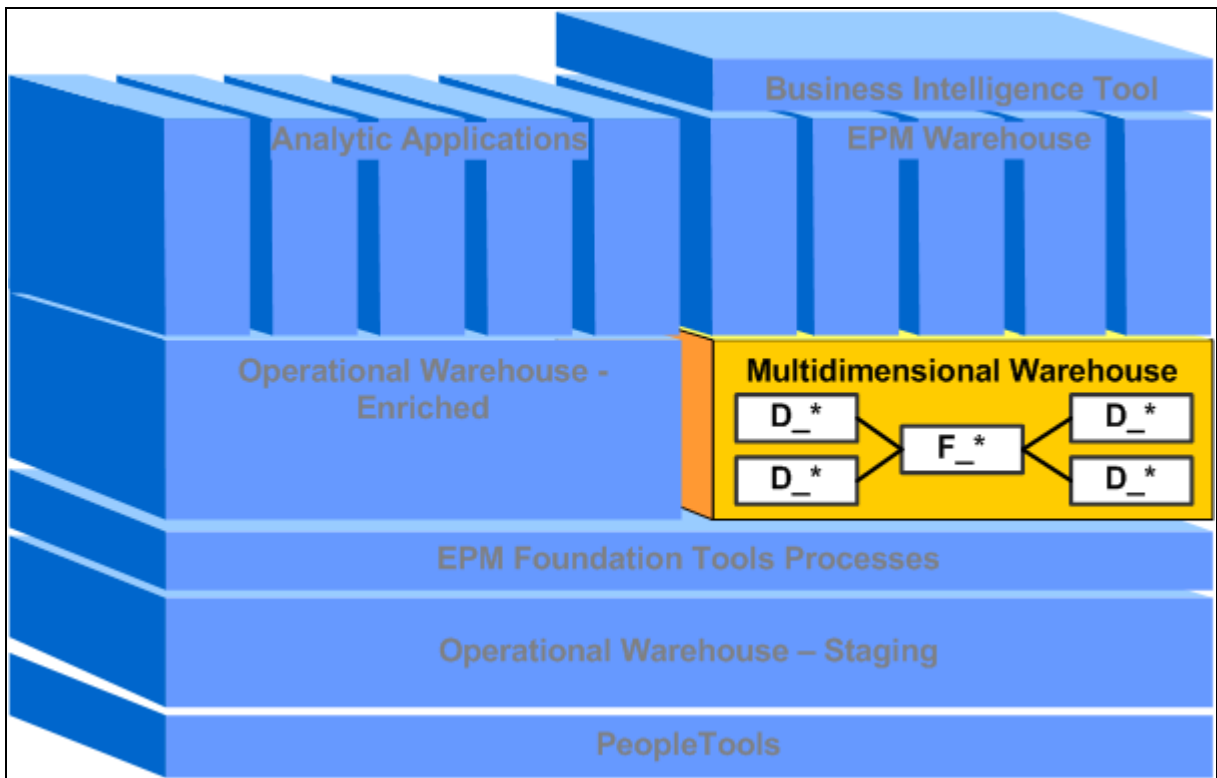 Business Intelligence Tool
Analytic Applications
EPM Warehouse
Operational Warehouse -
Enriched
Multidimensional Warehouse
D_*
D_*
F_*
D_*
D_*
EPM Foundation Tools Processes
Operational Warehouse – Staging
PeopleTools